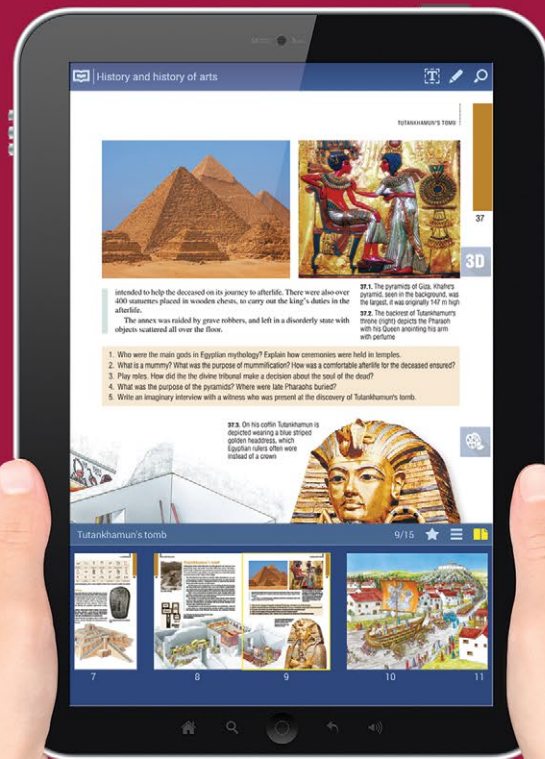 History and history of arts
TUTANKHAMUN'S TOMB
37
3D
intended to help the deceased on its journey to afterlife. There were also over
400 statuettes placed in wooden chests, to carry out the king's duties in the
afterlife.
The annex was raided by grave robbers, and left in a disorderly state with
objects scattered all over the floor.
37.1. The pyramids of Giza. Khafre's
pyramid, seen in the background, was
the largest, it was originally 147 m high
37.2. The backrest of Tutankhamun's
throne (right) depicts the Pharaoh
with his Queen anointing his arm
with perfume
1. Who were the main gods in Egyptian mythology? Explain how ceremonies were held in temples.
2. What is a mummy? What was the purpose of mummification? How was a comfortable afterlife for the deceased ensured?
3. Play roles. How did the the divine tribunal make a decision about the soul of the dead?
4. What was the purpose of the pyramids? Where were late Pharaohs buried?
5. Write an imaginary interview with a witness who was present at the discovery of Tutankhamun's tomb.
37.3. On his coffin Tutankhamun is
depicted wearing a blue striped
golden headdress, which
Egyptian rulers often wore
instead of a crown
Tutankhamun's tomb
9/15
7
8
9
10
11